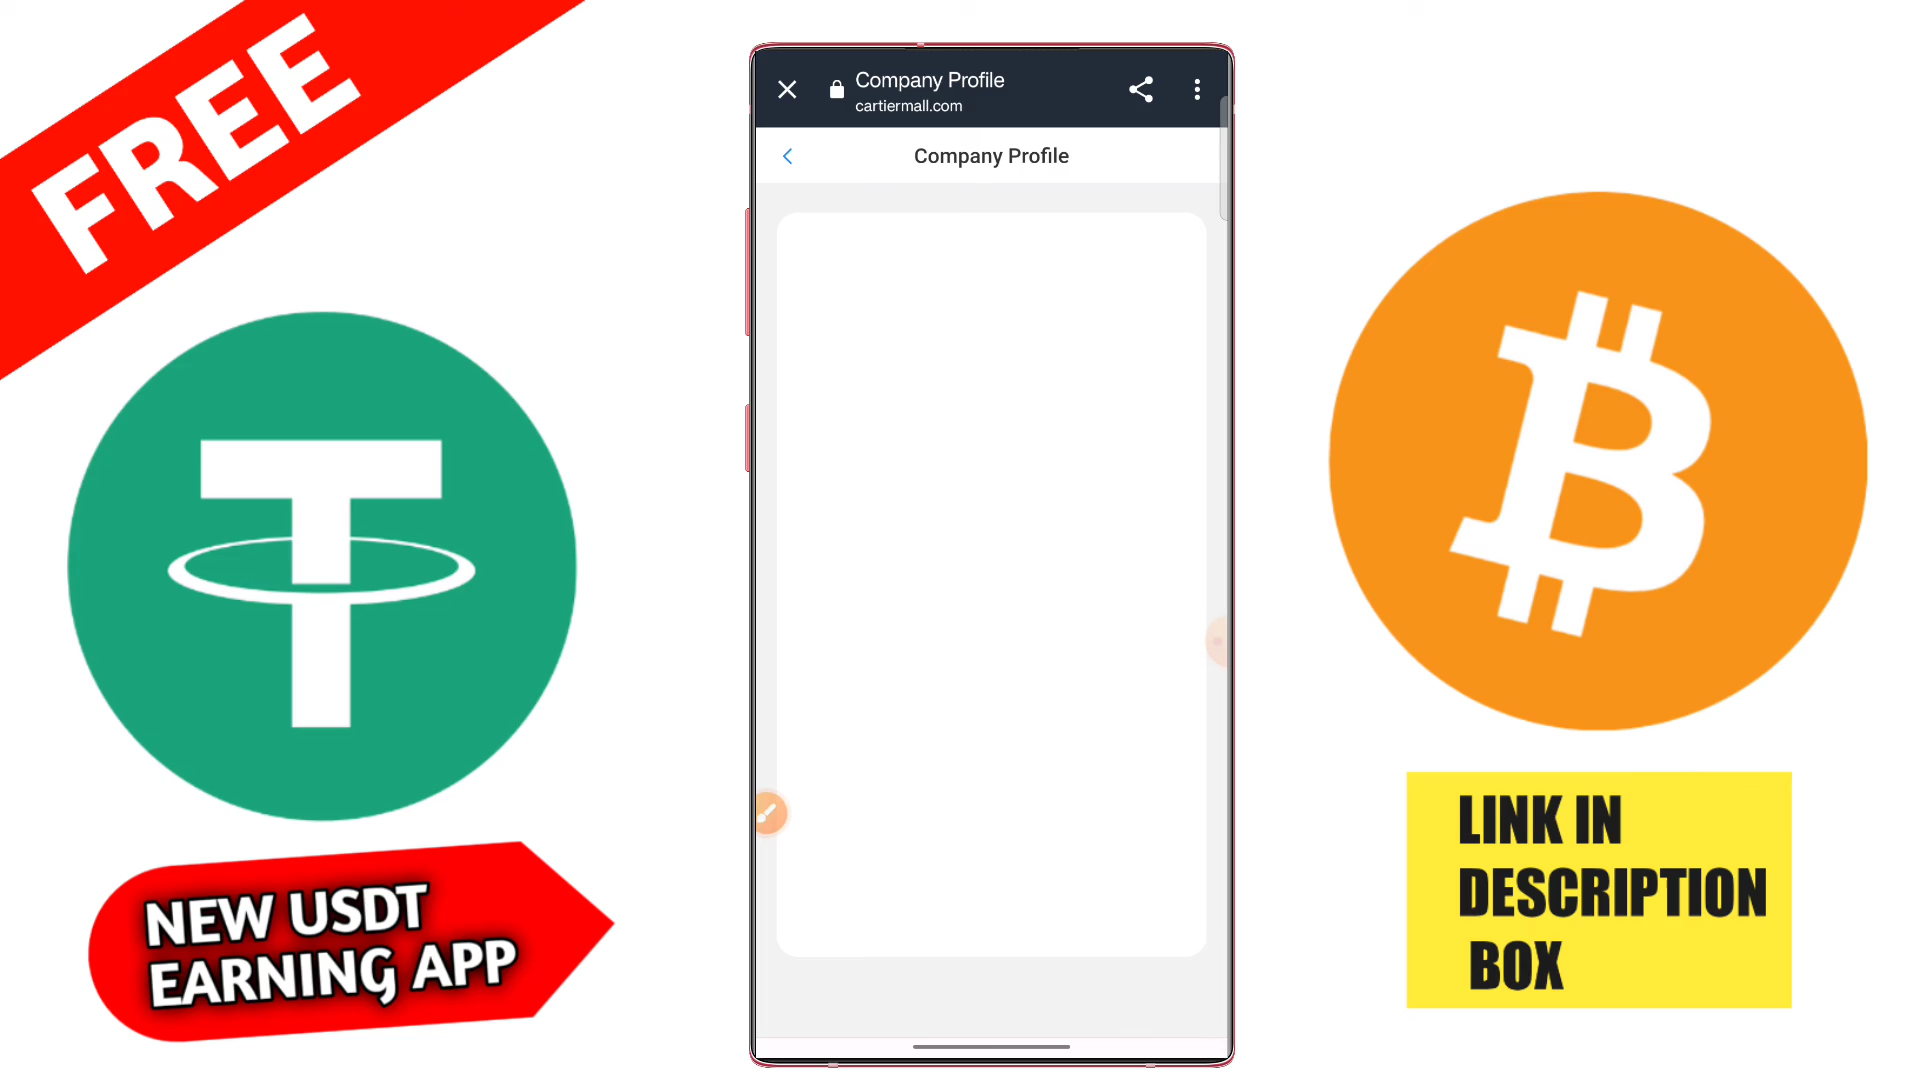 FREE
Company Profile
cartiermall.com
Company Profile
NEW USDT
EARNING APP
LINK IN
DESCRIPTION
BOX